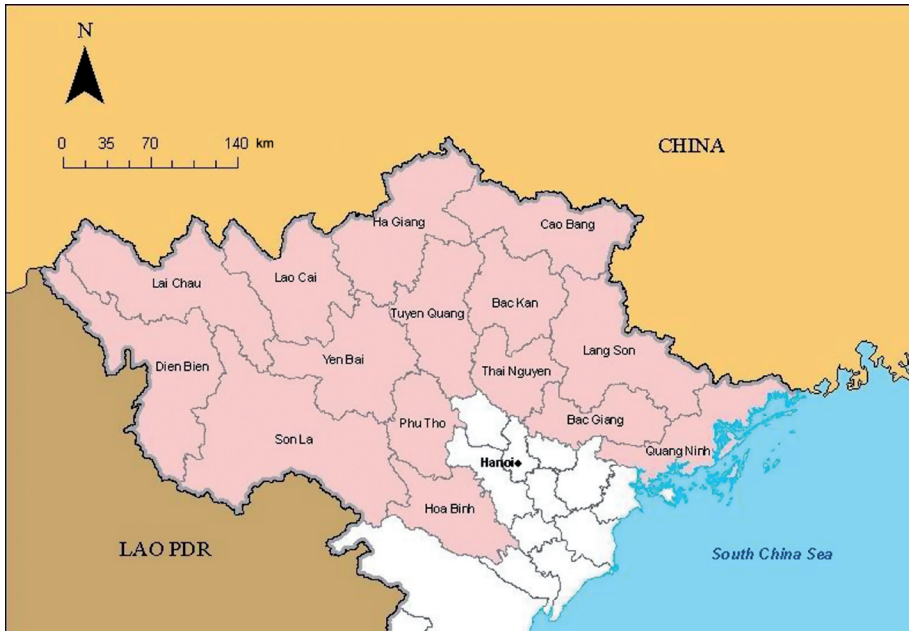 N
0 35 70 140 km
CHINA
Ha Giang
Cao Bang
Lai Chau
Lao Cai
Tuyen Quang
Bac Kan
Lang Son
Dien Bien
Yen Bai
Thai Nguyen
Son La
Phu Tho
Bac Giang
Quang Ninh
Hanoi
Hoa Binh
LAO PDR
South China Sea